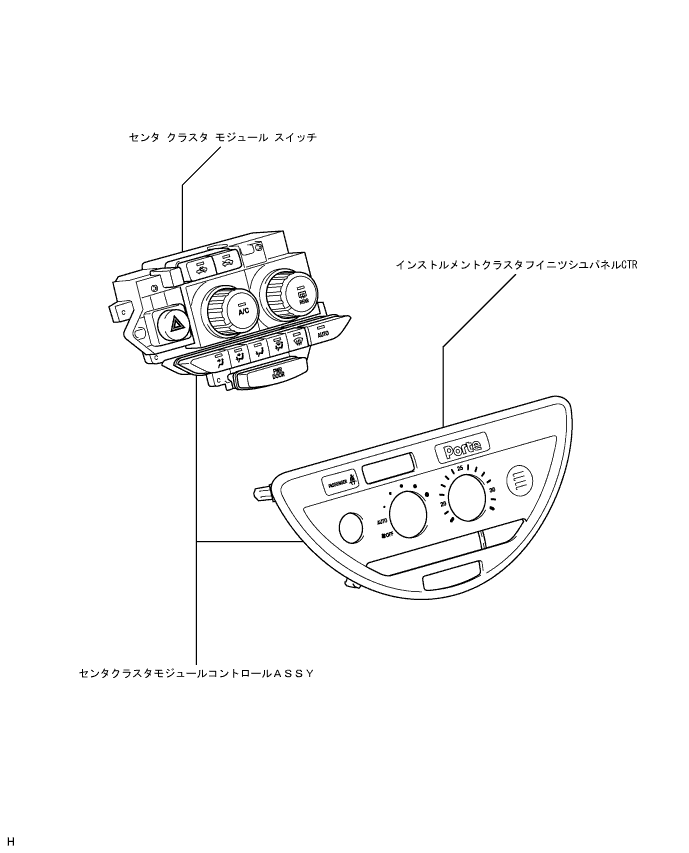 センタ クラスタ モジュール スイッチ
インストルメントクラスタフイニツシユパネルCTR
A/C
REAR
AUTO
PWR
DOOR
Porte
PASSENGER
25
20
30
AUTO
OFF
センタクラスタモジュールコントロールＡＳＳＹ
H